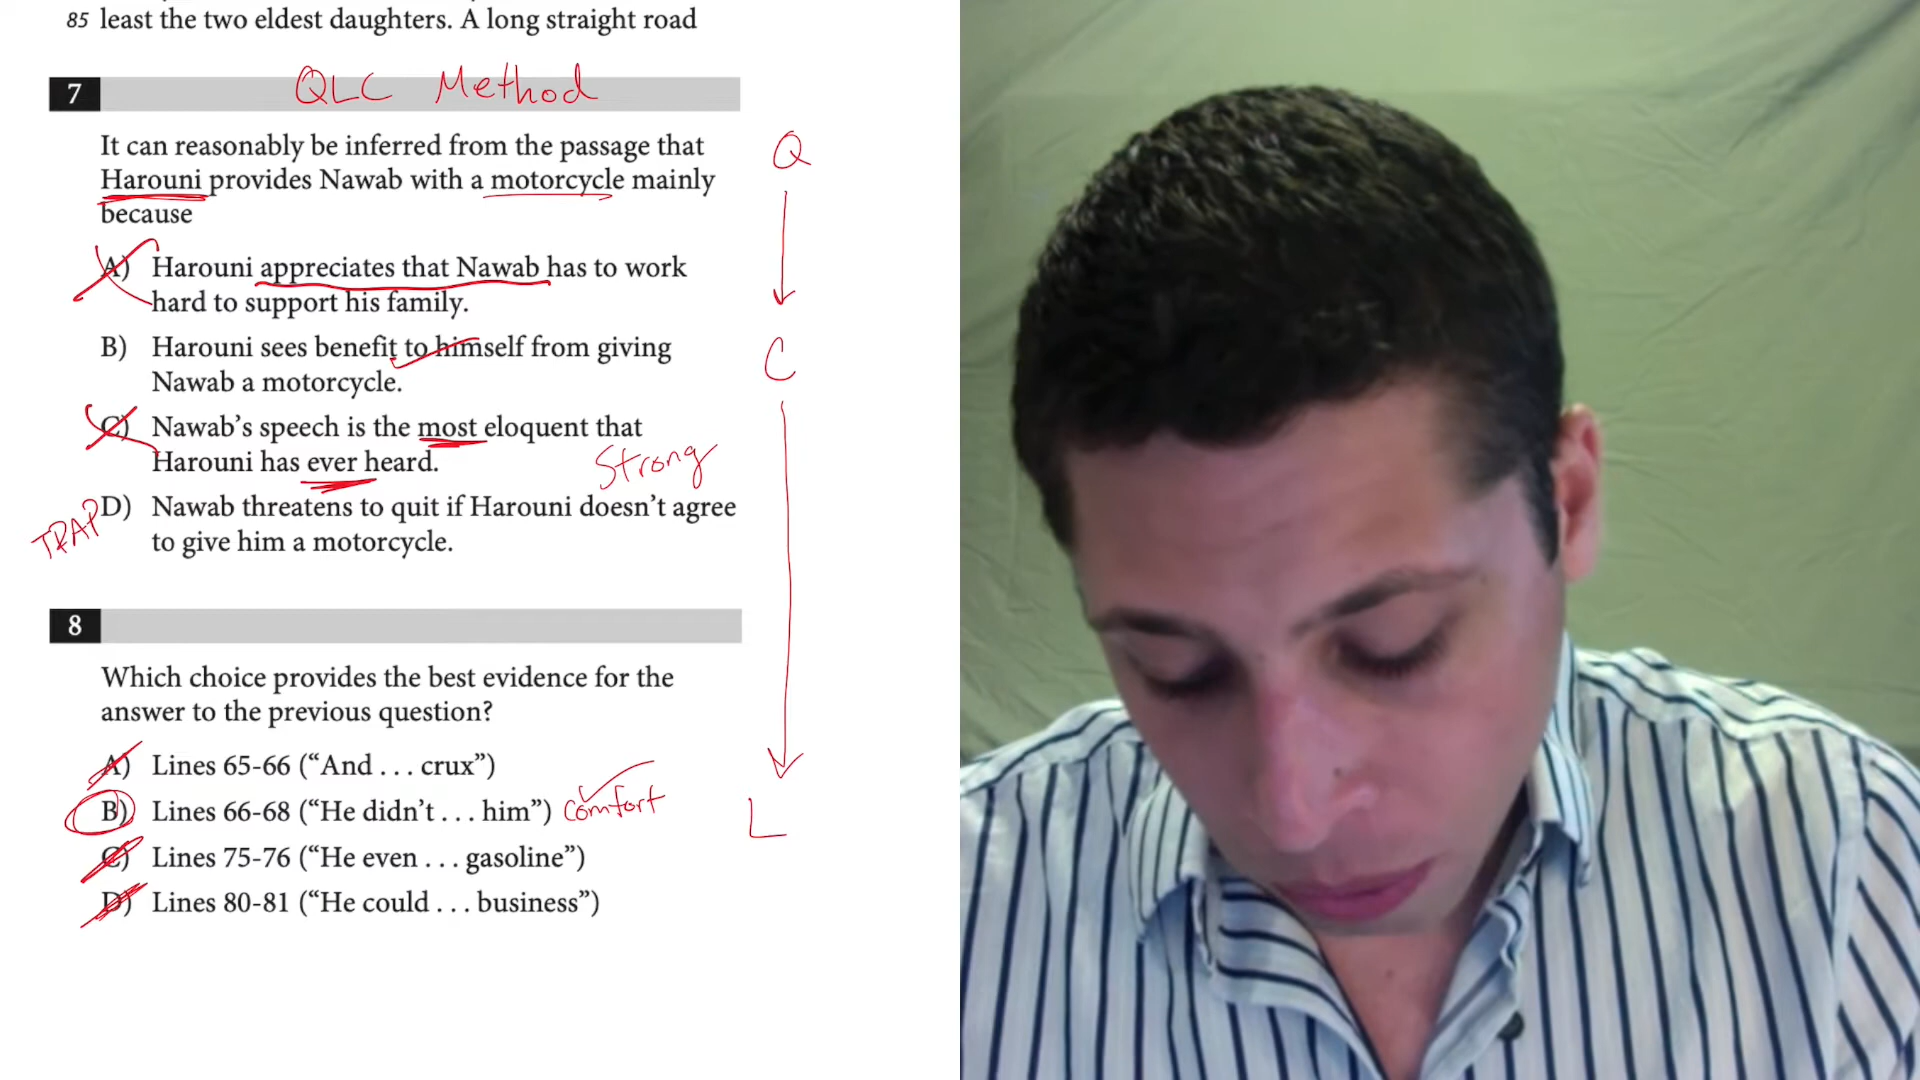 85 least the two eldest daughters. A long straight road
7 QLC Method
It can reasonably be inferred from the passage that
Harouni provides Nawab with a motorcycle mainly
because
A) Harouni appreciates that Nawab has to work
hard to support his family.
B) Harouni sees benefit to himself from giving
Nawab a motorcycle.
C) Nawab’s speech is the most eloquent that
Harouni has ever heard.
Strong
TRAP D) Nawab threatens to quit if Harouni doesn’t agree
to give him a motorcycle.
8
Which choice provides the best evidence for the
answer to the previous question?
A) Lines 65-66 (“And . . . crux”)
B) Lines 66-68 (“He didn’t . . . him”) comfort
C) Lines 75-76 (“He even . . . gasoline”)
D) Lines 80-81 (“He could . . . business”)
Q
C
L